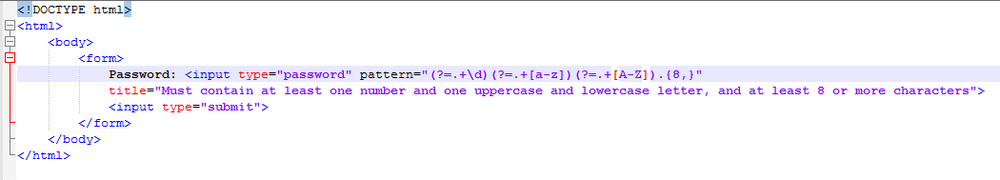 <!DOCTYPE html>
<html>
<body>
<form>
Password: <input type="password" pattern="(?=.+\d)(?=.+[a-z])(?=.+[A-Z]).{8,}"
title="Must contain at least one number and one uppercase and lowercase letter, and at least 8 or more characters">
<input type="submit">
</form>
</body>
</html>